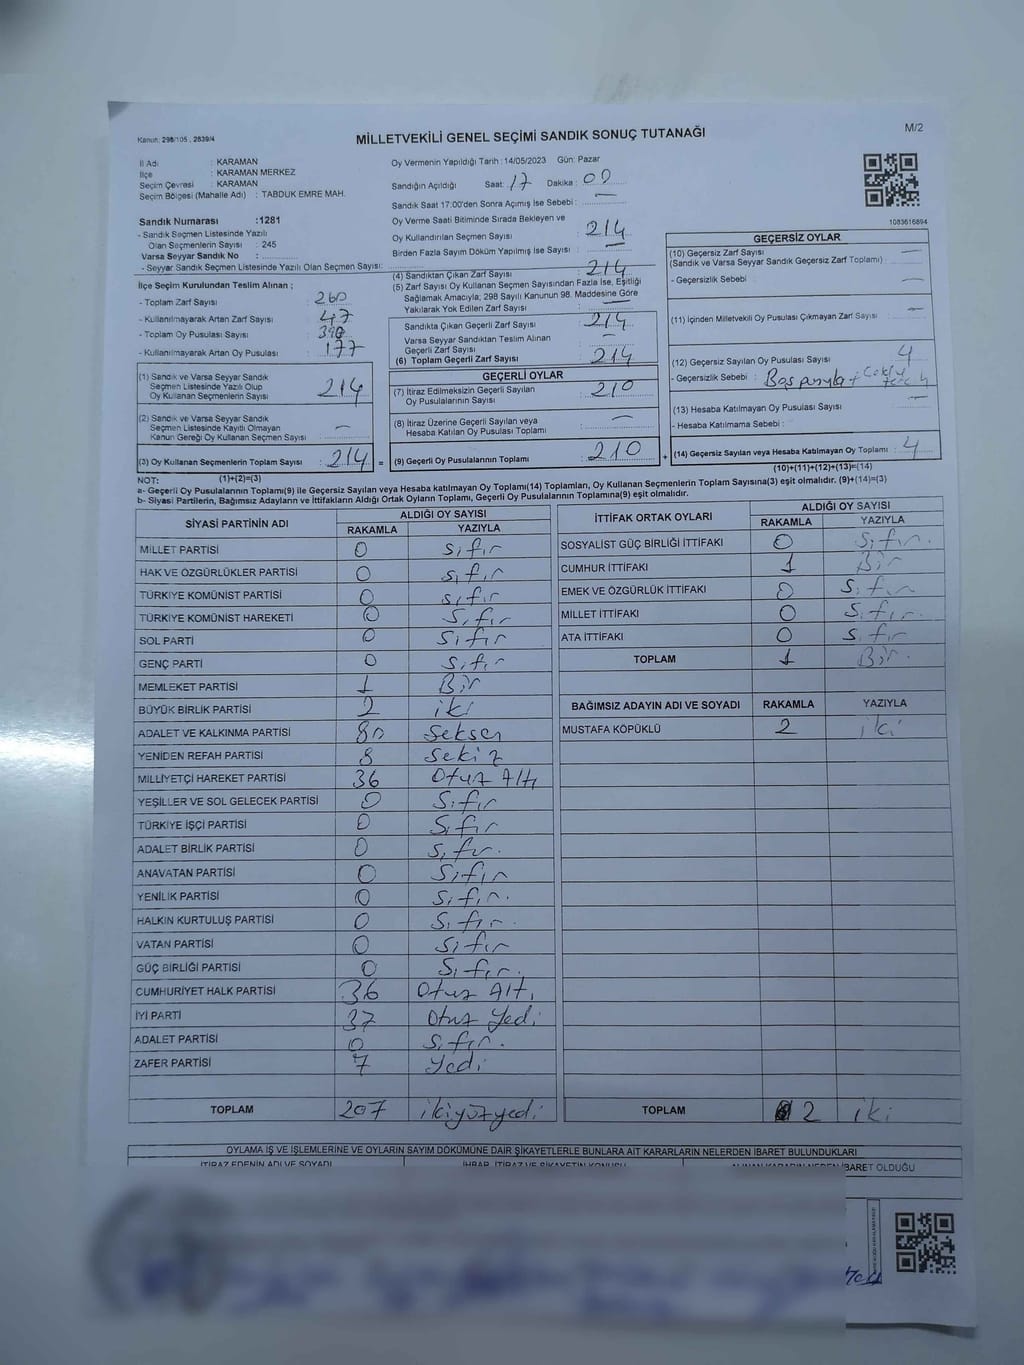 Kanun: 298/105 , 2839/4
MİLLETVEKİLİ GENEL SEÇİMİ SANDIK SONUÇ TUTANAĞI
M/2
İl Adı : KARAMAN
İlçe : KARAMAN MERKEZ
Seçim Çevresi : KARAMAN
Seçim Bölgesi (Mahalle Adı) : TABDUK EMRE MAH.
Sandık Numarası :1281
- Sandık Seçmen Listesinde Yazılı
Olan Seçmenlerin Sayısı : 245
Varsa Seyyar Sandık No :
- Seyyar Sandık Seçmen Listesinde Yazılı Olan Seçmen Sayısı:
İlçe Seçim Kurulundan Teslim Alınan ;
- Toplam Zarf Sayısı : 260
- Kullanılmayarak Artan Zarf Sayısı : 47
- Toplam Oy Pusulası Sayısı :
- Kullanılmayarak Artan Oy Pusulası : 177
(1) Sandık ve Varsa Seyyar Sandık
Seçmen Listesinde Yazılı Olup
Oy Kullanan Seçmenlerin Sayısı : 214
(2) Sandık ve Varsa Seyyar Sandık
Seçmen Listesinde Kayıtlı Olmayan
Kanun Gereği Oy Kullanan Seçmen Sayısı : —
(3) Oy Kullanan Seçmenlerin Toplam Sayısı : 214 =
Oy Vermenin Yapıldığı Tarih : 14/05/2023 Gün: Pazar
Sandığın Açıldığı Saat: 17 Dakika : 00
Sandık Saat 17:00'den Sonra Açımış İse Sebebi : —
Oy Verme Saati Bitiminde Sırada Bekleyen ve
Oy Kullandırılan Seçmen Sayısı : 214
Birden Fazla Sayım Döküm Yapılmış İse Sayısı : —
(4) Sandıktan Çıkan Zarf Sayısı : 214
(5) Zarf Sayısı Oy Kullanan Seçmen Sayısından Fazla İse, Eşitliği
Sağlamak Amacıyla; 298 Sayılı Kanunun 98. Maddesine Göre
Yakılarak Yok Edilen Zarf Sayısı : —
Sandıkta Çıkan Geçerli Zarf Sayısı : 214
Varsa Seyyar Sandıktan Teslim Alınan
Geçerli Zarf Sayısı : —
(6) Toplam Geçerli Zarf Sayısı : 214
GEÇERLİ OYLAR
(7) İtiraz Edilmeksizin Geçerli Sayılan
Oy Pusulalarının Sayısı : 210
(8) İtiraz Üzerine Geçerli Sayılan veya
Hesaba Katılan Oy Pusulası Toplamı : —
(9) Geçerli Oy Pusulalarının Toplamı : 210 +
1083616894
GEÇERSİZ OYLAR
(10) Geçersiz Zarf Sayısı : —
(Sandık ve Varsa Seyyar Sandık Geçersiz Zarf Toplamı)
- Geçersizlik Sebebi : —
(11) İçinden Milletvekili Oy Pusulası Çıkmayan Zarf Sayısı : —
(12) Geçersiz Sayılan Oy Pusulası Sayısı : 4
- Geçersizlik Sebebi :
(13) Hesaba Katılmayan Oy Pusulası Sayısı : —
- Hesaba Katılmama Sebebi :
(14) Geçersiz Sayılan veya Hesaba Katılmayan Oy Toplamı : 4
NOT: (1)+(2)=(3) (10)+(11)+(12)+(13)=(14)
a- Geçerli Oy Pusulalarının Toplamı(9) ile Geçersiz Sayılan veya Hesaba Katılmayan Oy Toplamı(14) Toplamları, Oy Kullanan Seçmenlerin Toplam Sayısına(3) eşit olmalıdır. (9)+(14)=(3)
b- Siyasi Partilerin, Bağımsız Adayların ve İttifakların Aldığı Ortak Oyların Toplamı, Geçerli Oy Pusulalarının Toplamına(9) eşit olmalıdır.
SİYASİ PARTİNİN ADI ALDIĞI OY SAYISI
RAKAMLA YAZIYLA
MİLLET PARTİSİ 0 Sıfır
HAK VE ÖZGÜRLÜKLER PARTİSİ 0 Sıfır
TÜRKİYE KOMÜNİST PARTİSİ 0 Sıfır
TÜRKİYE KOMÜNİST HAREKETİ 0 Sıfır
SOL PARTİ 0 Sıfır
GENÇ PARTİ 0 Sıfır
MEMLEKET PARTİSİ 1 Bir
BÜYÜK BİRLİK PARTİSİ 2 iki
ADALET VE KALKINMA PARTİSİ 80 Seksen
YENİDEN REFAH PARTİSİ 8 Sekiz
MİLLİYETÇİ HAREKET PARTİSİ 36 Otuz Altı
YEŞİLLER VE SOL GELECEK PARTİSİ 0 Sıfır
TÜRKİYE İŞÇİ PARTİSİ 0 Sıfır
ADALET BİRLİK PARTİSİ 0 Sıfır.
ANAVATAN PARTİSİ 0 Sıfır
YENİLİK PARTİSİ 0 Sıfır.
HALKIN KURTULUŞ PARTİSİ 0 Sıfır.
VATAN PARTİSİ 0 Sıfır
GÜÇ BİRLİĞİ PARTİSİ 0 Sıfır.
CUMHURİYET HALK PARTİSİ 36 Otuz Altı
İYİ PARTİ 37 Otuz Yedi
ADALET PARTİSİ 0 Sıfır.
ZAFER PARTİSİ 7 Yedi
TOPLAM 207 ikiyüzyedi
İTTİFAK ORTAK OYLARI ALDIĞI OY SAYISI
RAKAMLA YAZIYLA
SOSYALİST GÜÇ BİRLİĞİ İTTİFAKI 0 Sıfır.
CUMHUR İTTİFAKI 1 Bir
EMEK VE ÖZGÜRLÜK İTTİFAKI 0 Sıfır
MİLLET İTTİFAKI 0 Sıfır.
ATA İTTİFAKI 0 Sıfır
TOPLAM 1 Bir.
BAĞIMSIZ ADAYIN ADI VE SOYADI RAKAMLA YAZIYLA
MUSTAFA KÖPÜKLÜ 2 iki
TOPLAM 2 iki
OYLAMA İŞ VE İŞLEMLERİNE VE OYLARIN SAYIM DÖKÜMÜNE DAİR ŞİKAYETLERLE BUNLARA AİT KARARLARIN NELERDEN İBARET BULUNDUKLARI
İTİRAZ EDENİN ADI VE SOYADI İHBAR, İTİRAZ VE ŞİKAYETİN KONUSU ALINAN KARARIN NEDEN İBARET OLDUĞU